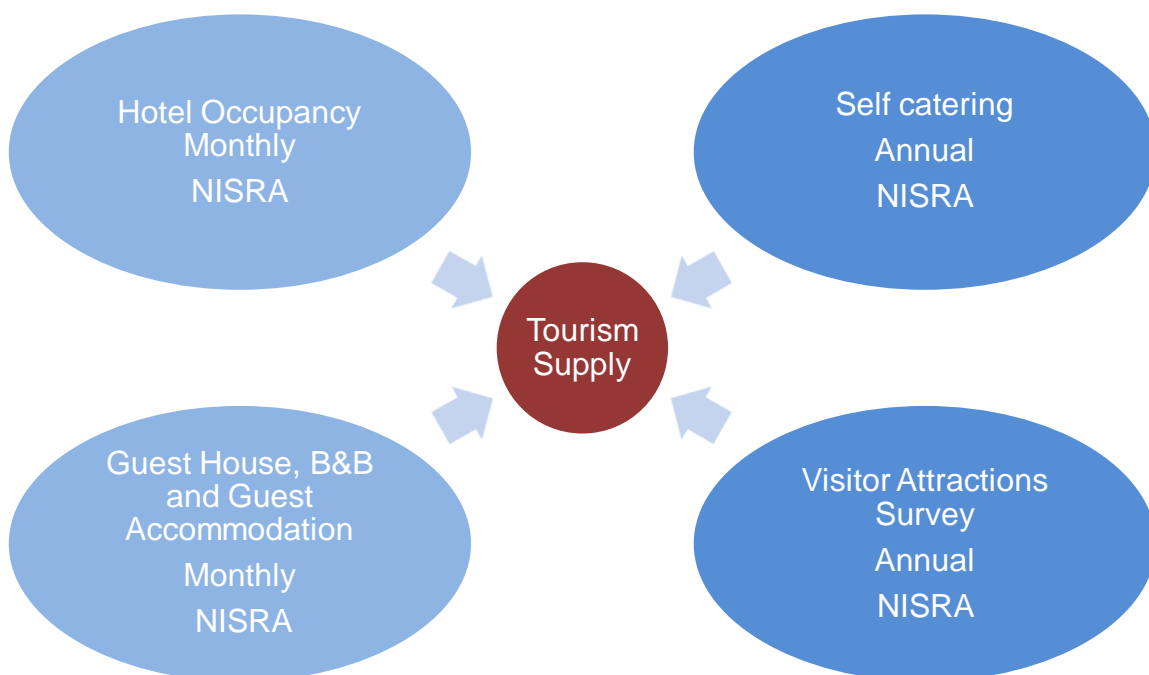 Hotel Occupancy
Monthly
NISRA
Self catering
Annual
NISRA
Tourism
Supply
Guest House, B&B
and Guest
Accommodation
Monthly
NISRA
Visitor Attractions
Survey
Annual
NISRA